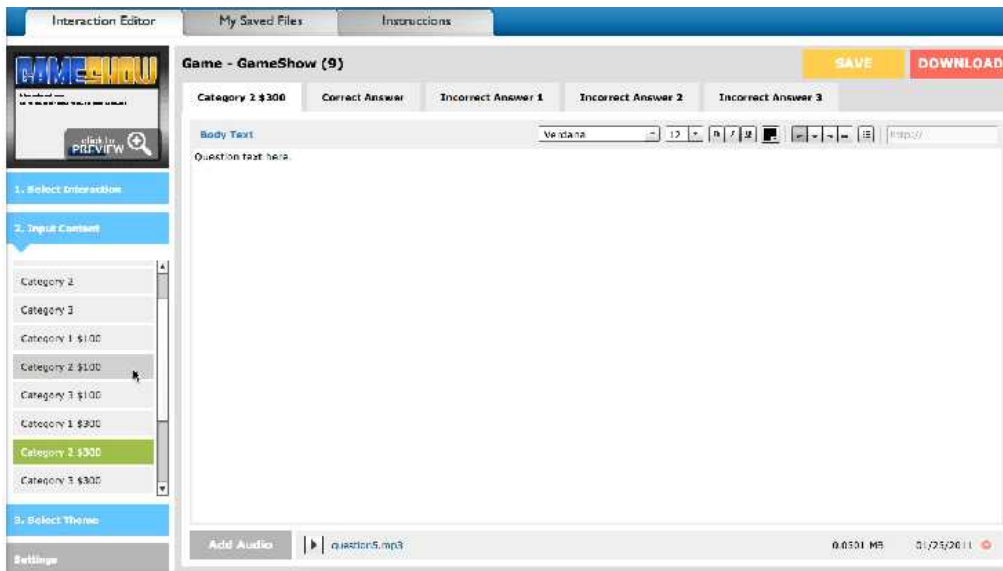 Interaction Editor
My Saved Files
Instructions
GAMESHOW
click to
PREVIEW
1. Select Interaction
2. Input Content
Category 2
Category 3
Category 1 $100
Category 2 $100
Category 3 $100
Category 1 $300
Category 2 $300
Category 3 $300
3. Select Theme
Settings
Game - GameShow (9)
SAVE
DOWNLOAD
Category 2 $300
Correct Answer
Incorrect Answer 1
Incorrect Answer 2
Incorrect Answer 3
Body Text
Verdana
12
B I U
http://
Question text here.
Add Audio
question5.mp3
0.0301 MB
01/25/2011